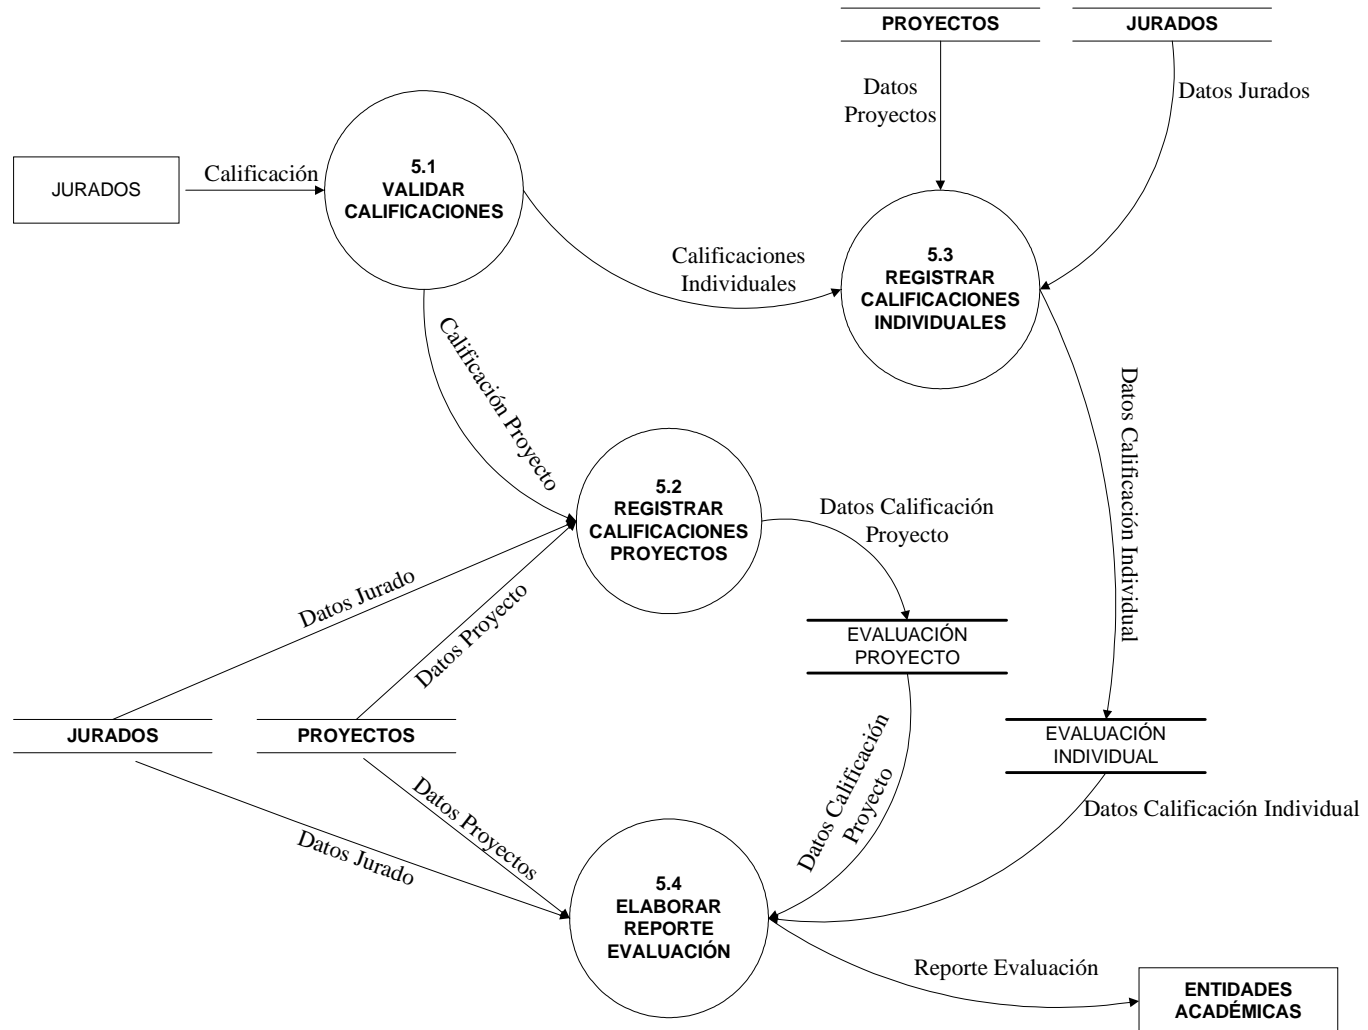 PROYECTOS
JURADOS
Datos
Proyectos
Datos Jurados
JURADOS
Calificación
5.1
VALIDAR
CALIFICACIONES
Calificaciones
Individuales
5.3
REGISTRAR
CALIFICACIONES
INDIVIDUALES
Calificación Proyecto
Datos Calificación Individual
5.2
REGISTRAR
CALIFICACIONES
PROYECTOS
Datos Calificación
Proyecto
Datos Jurado
Datos Proyecto
EVALUACIÓN
PROYECTO
JURADOS
PROYECTOS
EVALUACIÓN
INDIVIDUAL
Datos Calificación
Proyecto
Datos Calificación Individual
Datos Jurado
Datos Proyectos
5.4
ELABORAR
REPORTE
EVALUACIÓN
Reporte Evaluación
ENTIDADES
ACADÉMICAS